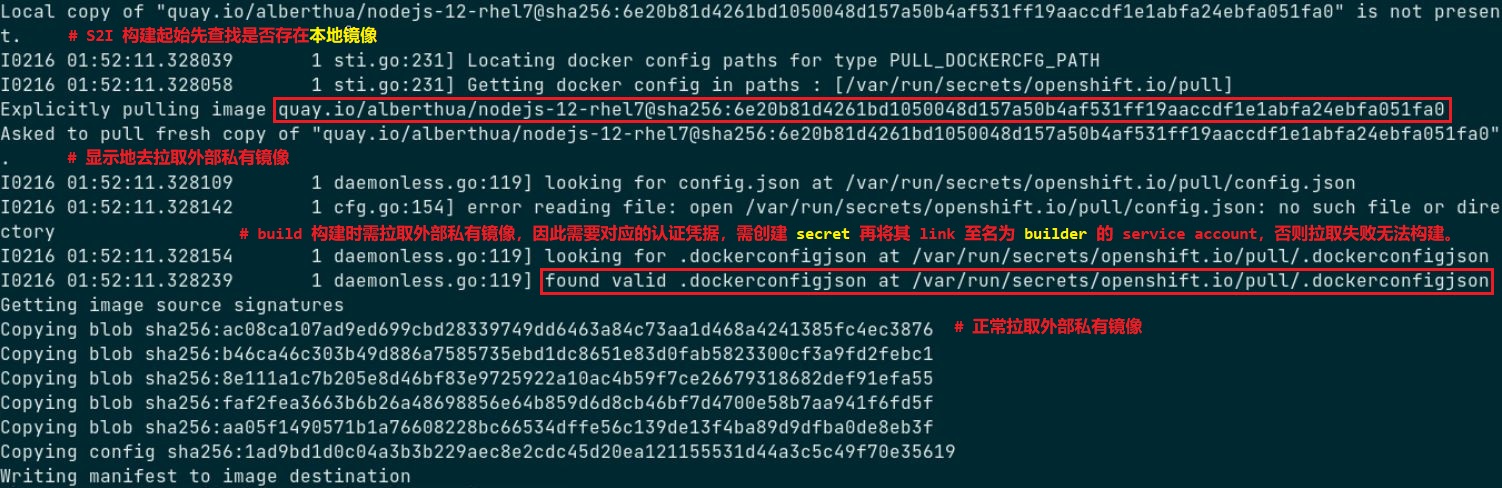 Local copy of "quay.io/alberthua/nodejs-12-rhel7@sha256:6e20b81d4261bd1050048d157a50b4af531ff19aaccdf1e1abfa24ebfa051fa0" is not presen
t. # S2I 构建起始先查找是否存在本地镜像
I0216 01:52:11.328039 1 sti.go:231] Locating docker config paths for type PULL_DOCKERCFG_PATH
I0216 01:52:11.328058 1 sti.go:231] Getting docker config in paths : [/var/run/secrets/openshift.io/pull]
Explicitly pulling image quay.io/alberthua/nodejs-12-rhel7@sha256:6e20b81d4261bd1050048d157a50b4af531ff19aaccdf1e1abfa24ebfa051fa0
Asked to pull fresh copy of "quay.io/alberthua/nodejs-12-rhel7@sha256:6e20b81d4261bd1050048d157a50b4af531ff19aaccdf1e1abfa24ebfa051fa0"
. # 显示地去拉取外部私有镜像
I0216 01:52:11.328109 1 daemonless.go:119] looking for config.json at /var/run/secrets/openshift.io/pull/config.json
I0216 01:52:11.328142 1 cfg.go:154] error reading file: open /var/run/secrets/openshift.io/pull/config.json: no such file or dire
ctory # build 构建时需拉取外部私有镜像，因此需要对应的认证凭据，需创建 secret 再将其 link 至名为 builder 的 service account，否则拉取失败无法构建。
I0216 01:52:11.328154 1 daemonless.go:119] looking for .dockerconfigjson at /var/run/secrets/openshift.io/pull/.dockerconfigjson
I0216 01:52:11.328239 1 daemonless.go:119] found valid .dockerconfigjson at /var/run/secrets/openshift.io/pull/.dockerconfigjson
Getting image source signatures
Copying blob sha256:ac08ca107ad9ed699cbd28339749dd6463a84c73aa1d468a4241385fc4ec3876 # 正常拉取外部私有镜像
Copying blob sha256:b46ca46c303b49d886a7585735ebd1dc8651e83d0fab5823300cf3a9fd2febc1
Copying blob sha256:8e111a1c7b205e8d46bf83e9725922a10ac4b59f7ce26679318682def91efa55
Copying blob sha256:faf2fea3663b6b26a48698856e64b859d6d8cb46bf7d4700e58b7aa941f6fd5f
Copying blob sha256:aa05f1490571b1a76608228bc66534dffe56c139de13f4ba89d9dfba0de8eb3f
Copying config sha256:1ad9bd1d0c04a3b3b229aec8e2cdc45d20ea121155531d44a3c5c49f70e35619
Writing manifest to image destination